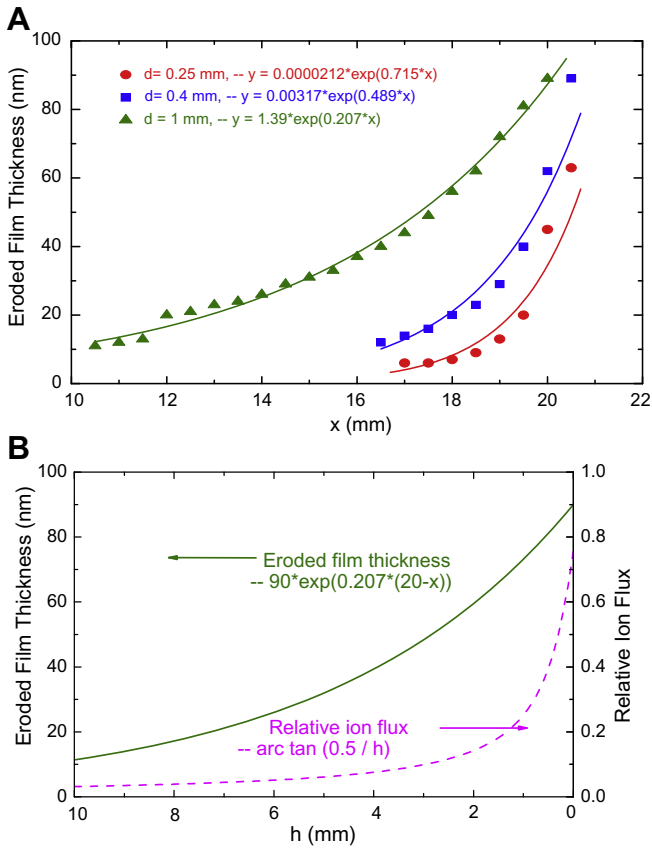 A
100
80
60
40
20
0
Eroded Film Thickness (nm)
d= 0.25 mm, -- y = 0.0000212*exp(0.715*x)
d= 0.4 mm, -- y = 0.00317*exp(0.489*x)
d = 1 mm, -- y = 1.39*exp(0.207*x)
10 12 14 16 18 20 22
x (mm)
B
100
80
60
40
20
0
Eroded Film Thickness (nm)
1.0
0.8
0.6
0.4
0.2
0.0
Relative Ion Flux
Eroded film thickness
-- 90*exp(0.207*(20-x))
Relative ion flux
-- arc tan (0.5 / h)
10 8 6 4 2 0
h (mm)